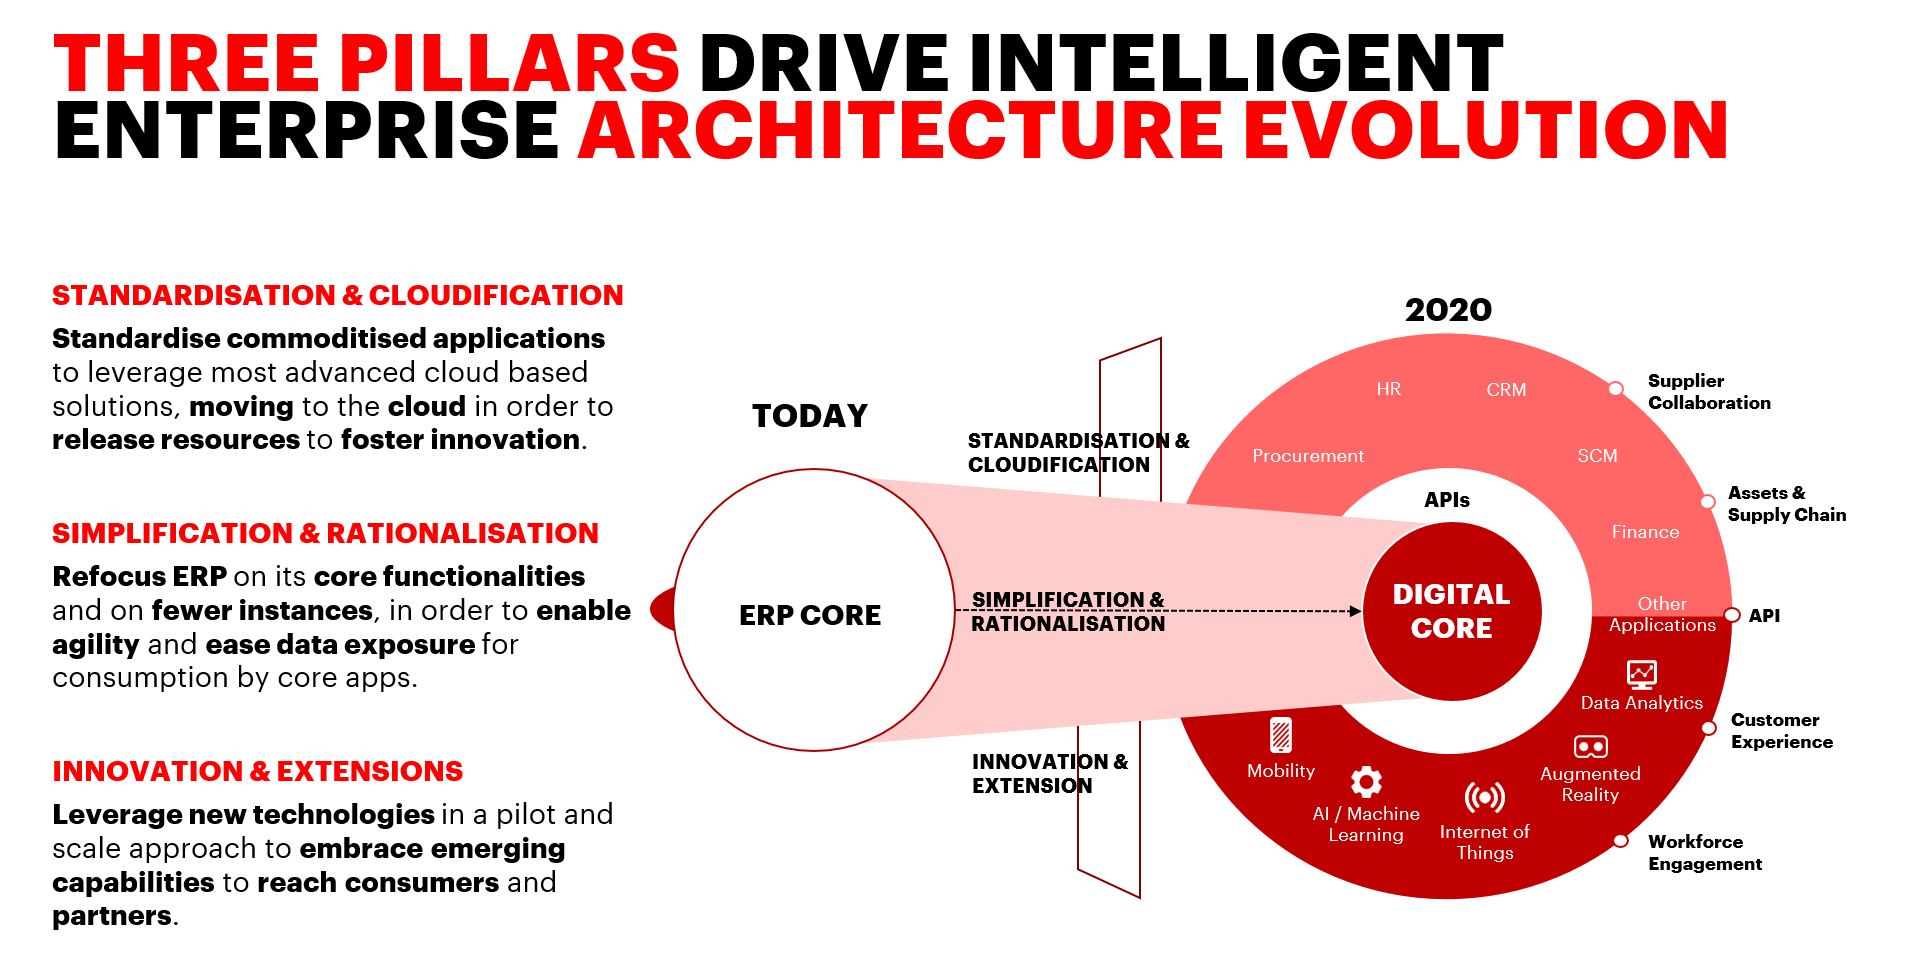 THREE PILLARS DRIVE INTELLIGENT
ENTERPRISE ARCHITECTURE EVOLUTION
STANDARDISATION & CLOUDIFICATION
Standardise commoditised applications
to leverage most advanced cloud based
solutions, moving to the cloud in order to
release resources to foster innovation.
SIMPLIFICATION & RATIONALISATION
Refocus ERP on its core functionalities
and on fewer instances, in order to enable
agility and ease data exposure for
consumption by core apps.
INNOVATION & EXTENSIONS
Leverage new technologies in a pilot and
scale approach to embrace emerging
capabilities to reach consumers and
partners.
TODAY
ERP CORE
STANDARDISATION &
CLOUDIFICATION
SIMPLIFICATION &
RATIONALISATION
INNOVATION &
EXTENSION
2020
HR
CRM
Procurement
SCM
Finance
Other
Applications
APIs
DIGITAL
CORE
Data Analytics
Augmented
Reality
Internet of
Things
AI / Machine
Learning
Mobility
Supplier
Collaboration
Assets &
Supply Chain
API
Customer
Experience
Workforce
Engagement